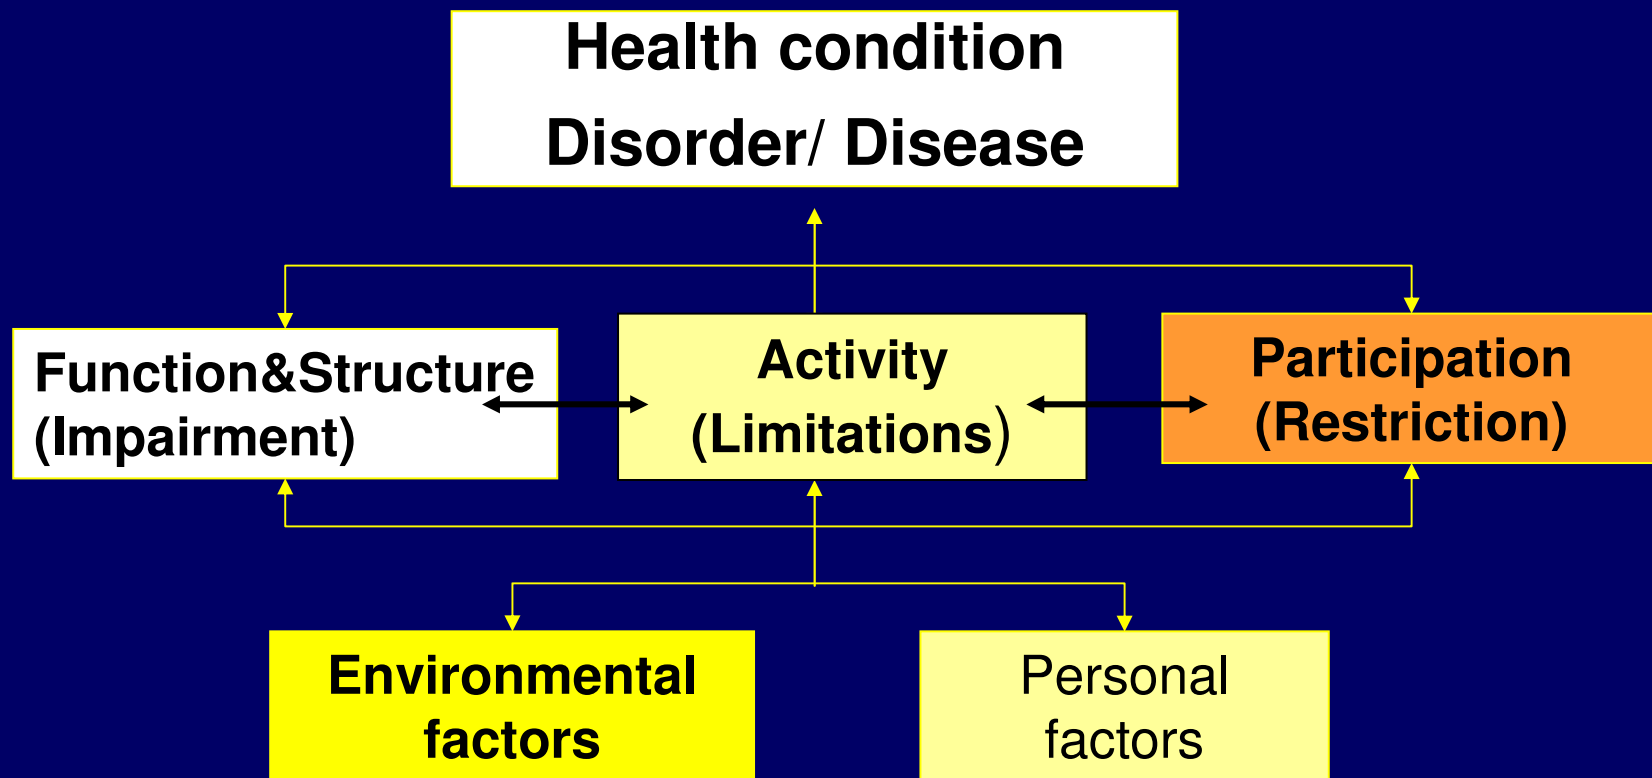 Health condition
Disorder/ Disease
Function&Structure
(Impairment)
Activity
(Limitations)
Participation
(Restriction)
Environmental
factors
Personal
factors